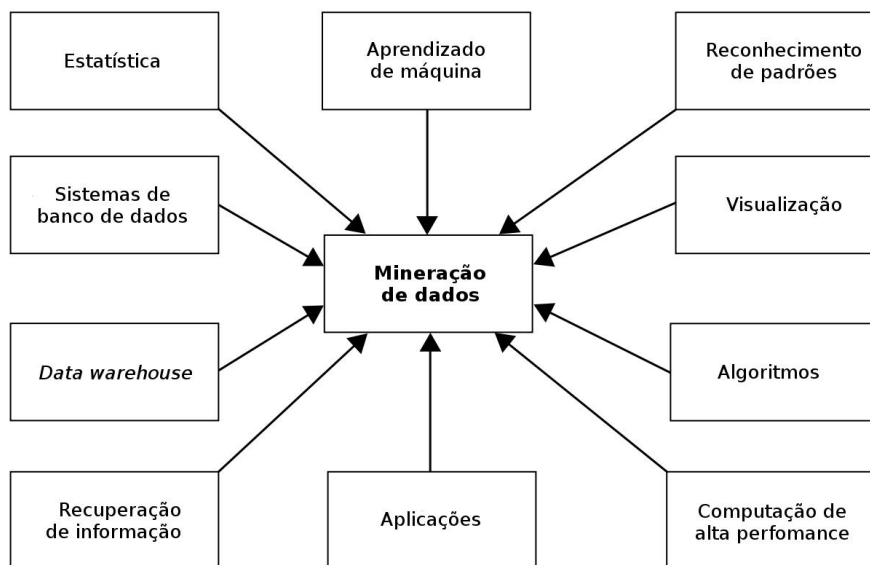 Estatística
Aprendizado
de máquina
Reconhecimento
de padrões
Sistemas de
banco de dados
Visualização
Mineração
de dados
Data warehouse
Algoritmos
Recuperação
de informação
Aplicações
Computação de
alta perfomance